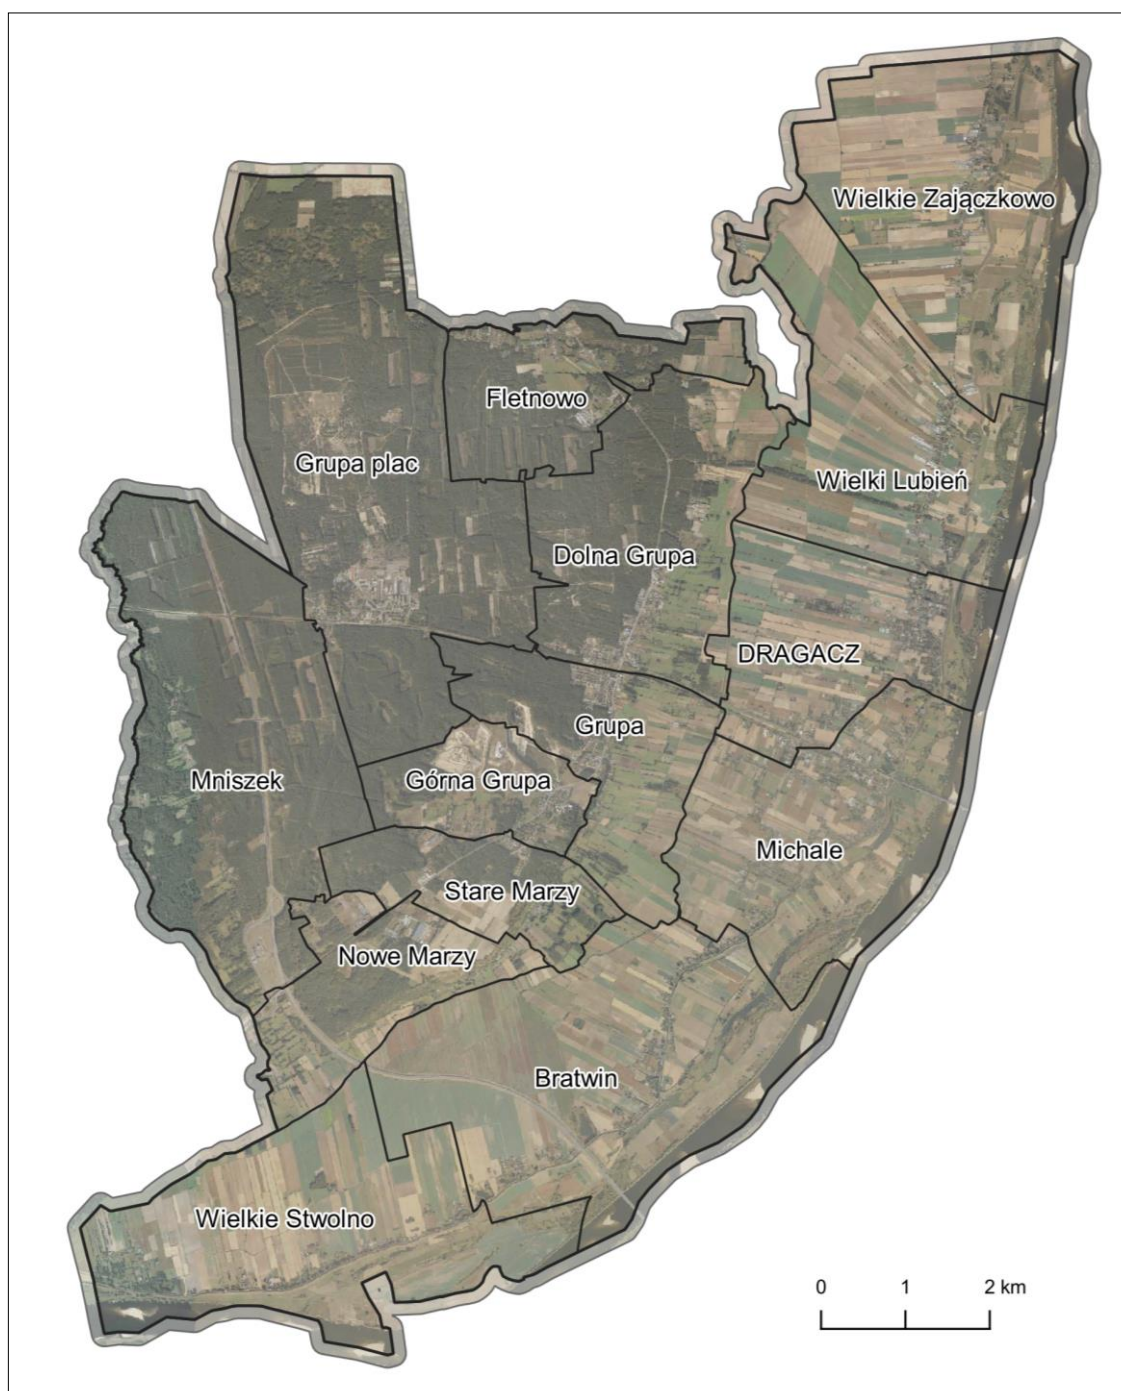 Wielkie Zajączkowo
Fletnowo
Grupa plac
Wielki Lubień
Dolna Grupa
DRAGACZ
Grupa
Mniszek
Górna Grupa
Michale
Stare Marzy
Nowe Marzy
Bratwin
Wielkie Stwolno
0 1 2 km